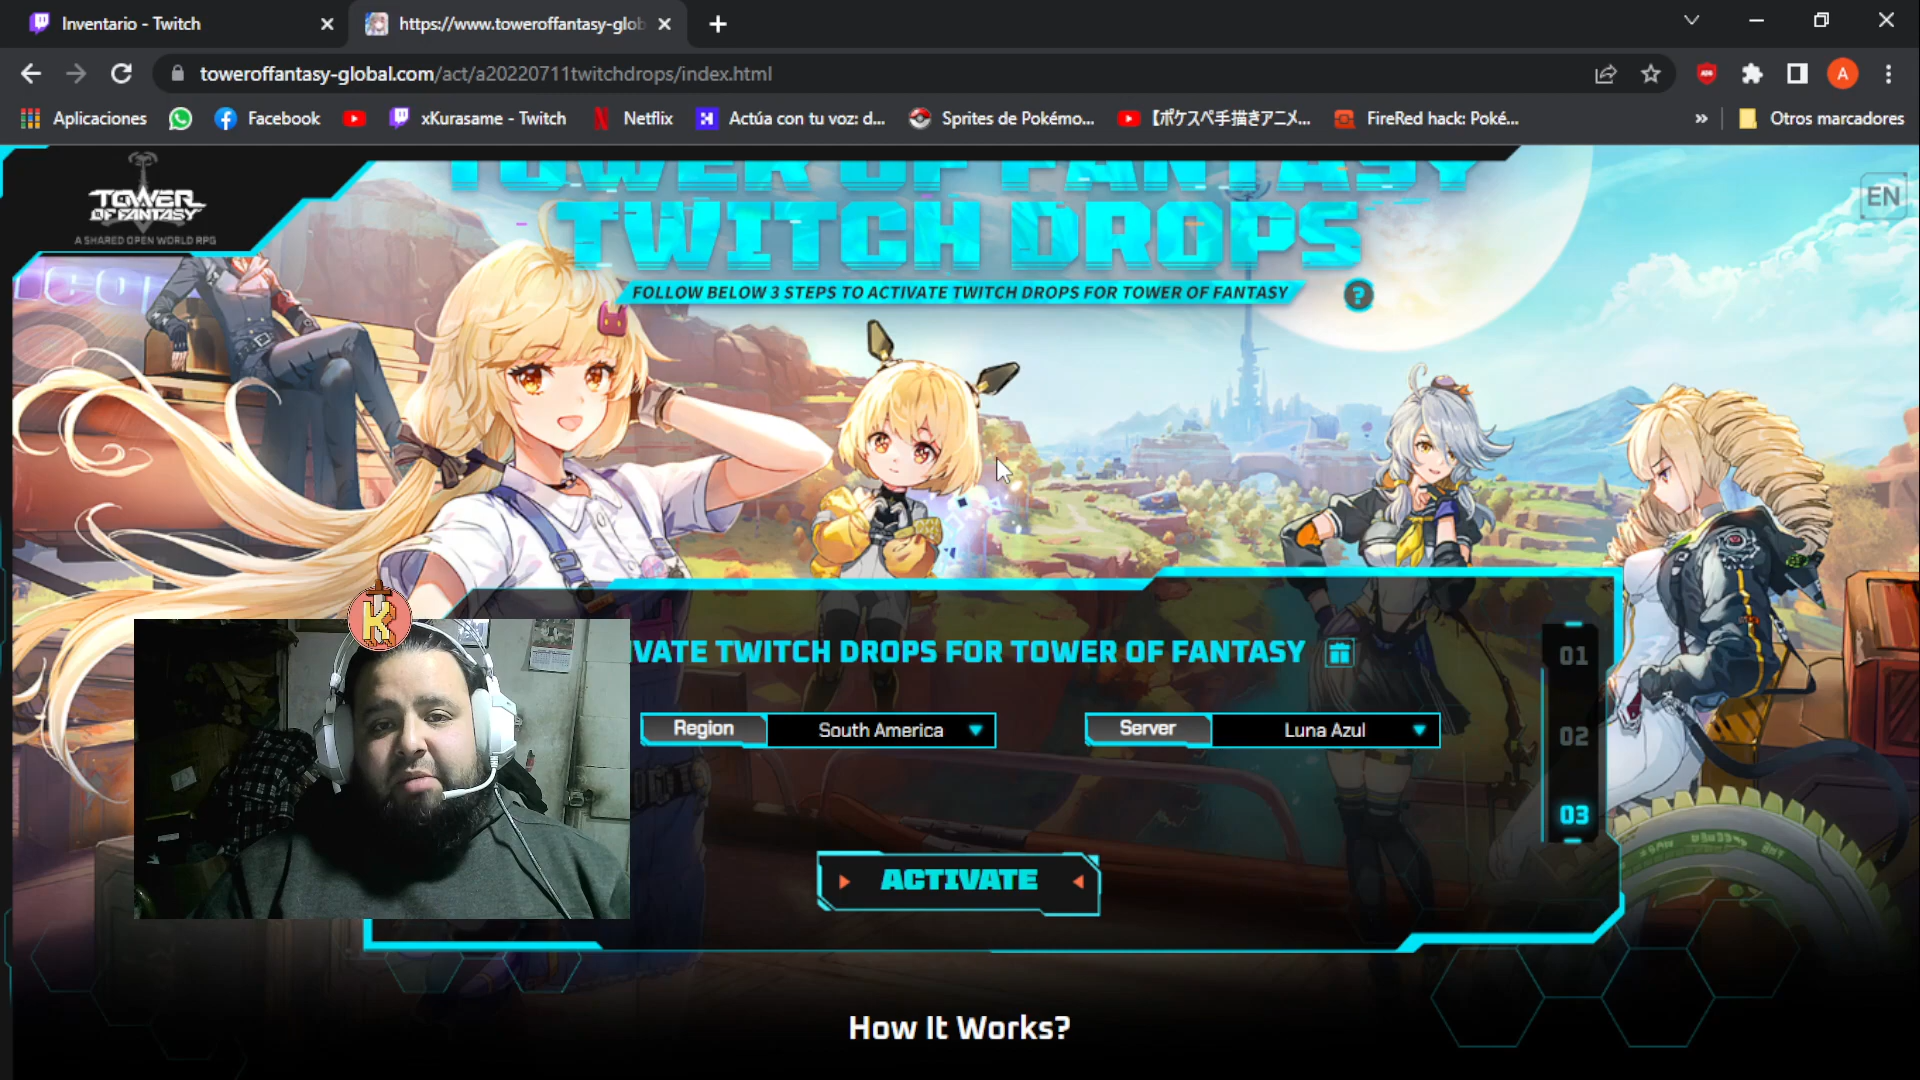 Inventario - Twitch
https://www.toweroffantasy-glob
toweroffantasy-global.com/act/a20220711twitchdrops/index.html
A
Aplicaciones
Facebook
xKurasame - Twitch
Netflix
Actúa con tu voz: d...
Sprites de Pokémo...
【ポケスペ手描きアニメ...
FireRed hack: Poké...
»
Otros marcadores
TOWER OF FANTASY
A SHARED OPEN WORLD RPG
EN
TOWER OF FANTASY
TWITCH DROPS
FOLLOW BELOW 3 STEPS TO ACTIVATE TWITCH DROPS FOR TOWER OF FANTASY
?
K
VATE TWITCH DROPS FOR TOWER OF FANTASY
Region
South America
Server
Luna Azul
01
02
03
ACTIVATE
How It Works?